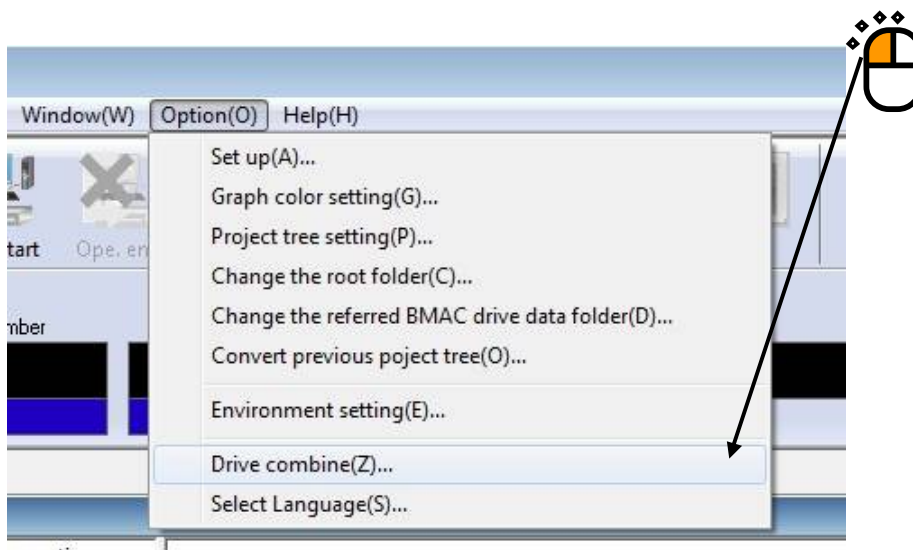 Window(W) Option(O) Help(H)
Set up(A)...
Graph color setting(G)...
Project tree setting(P)...
Change the root folder(C)...
Change the referred BMAC drive data folder(D)...
Convert previous poject tree(O)...
Environment setting(E)...
Drive combine(Z)...
Select Language(S)...
tart Ope. en
mber